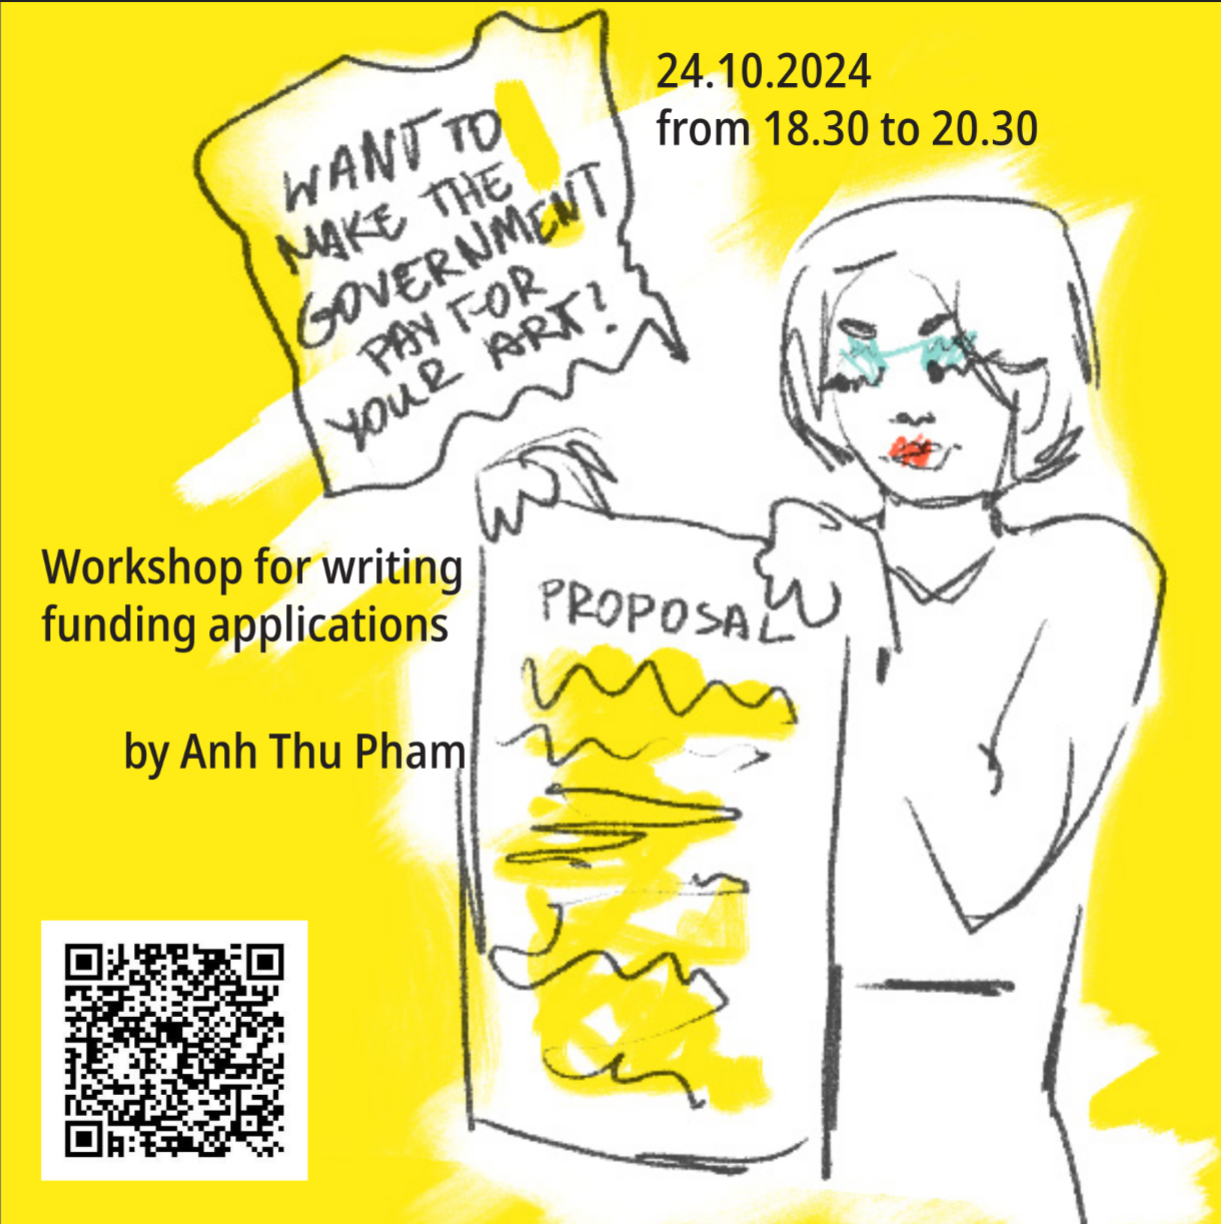 WANT TO
MAKE THE
GOVERNMENT
PAY FOR
YOUR ART?
24.10.2024
from 18.30 to 20.30
Workshop for writing
funding applications
by Anh Thu Pham
PROPOSAL